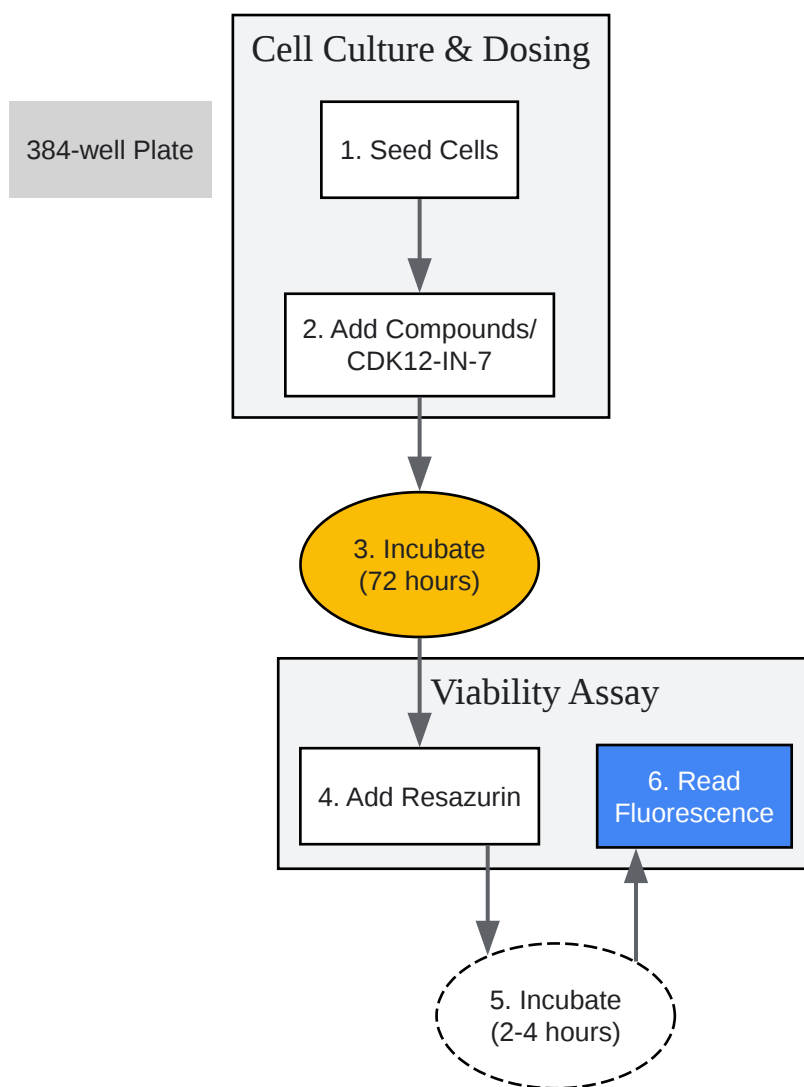 Cell Culture & Dosing
384-well Plate
1. Seed Cells
2. Add Compounds/
CDK12-IN-7
3. Incubate
(72 hours)
Viability Assay
4. Add Resazurin
6. Read
Fluorescence
5. Incubate
(2-4 hours)